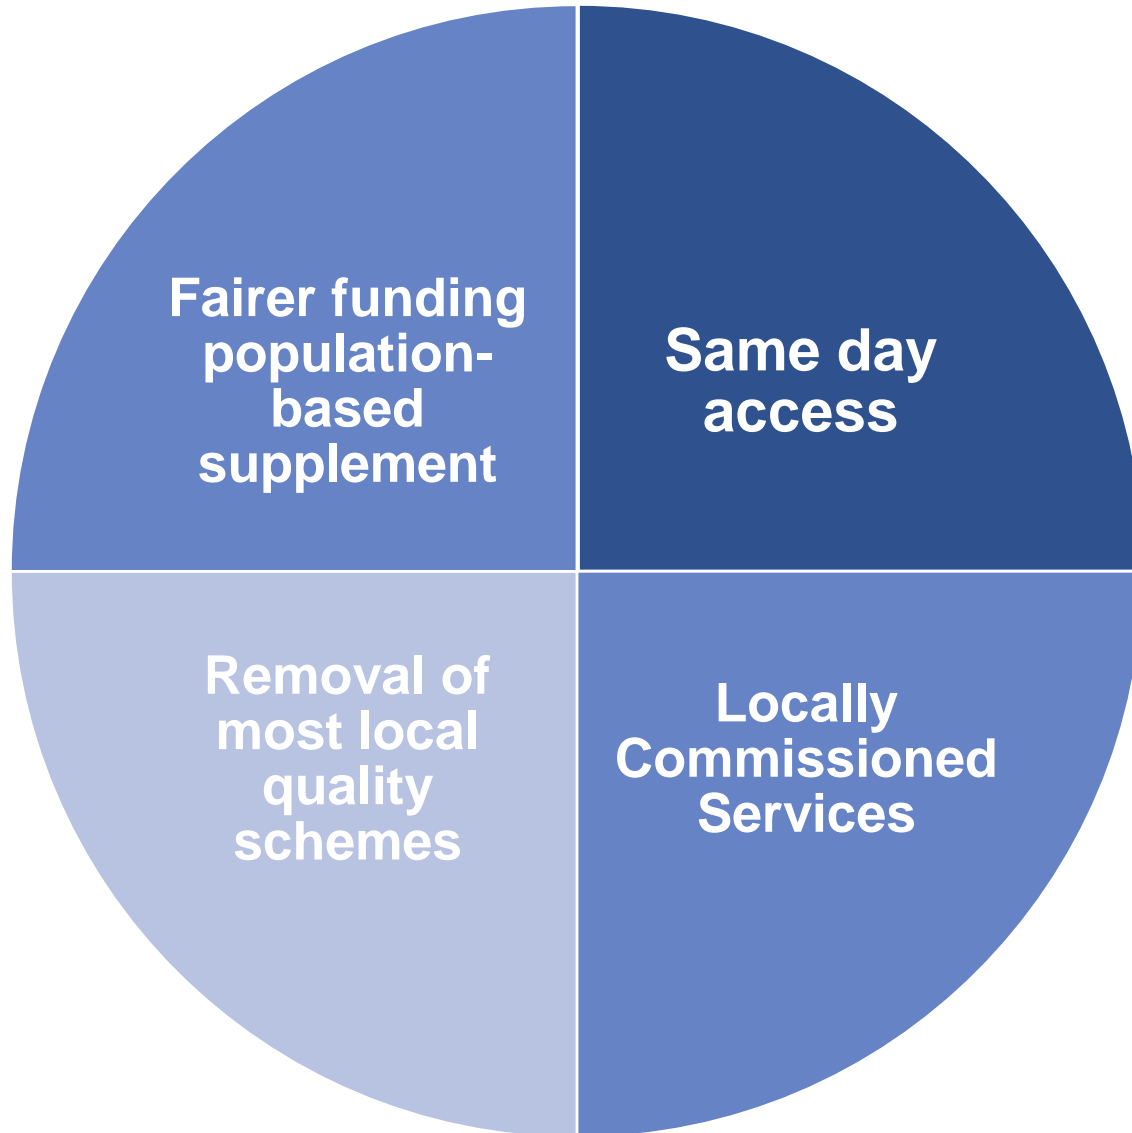 Fairer funding
population-
based
supplement
Same day
access
Removal of
most local
quality
schemes
Locally
Commissioned
Services